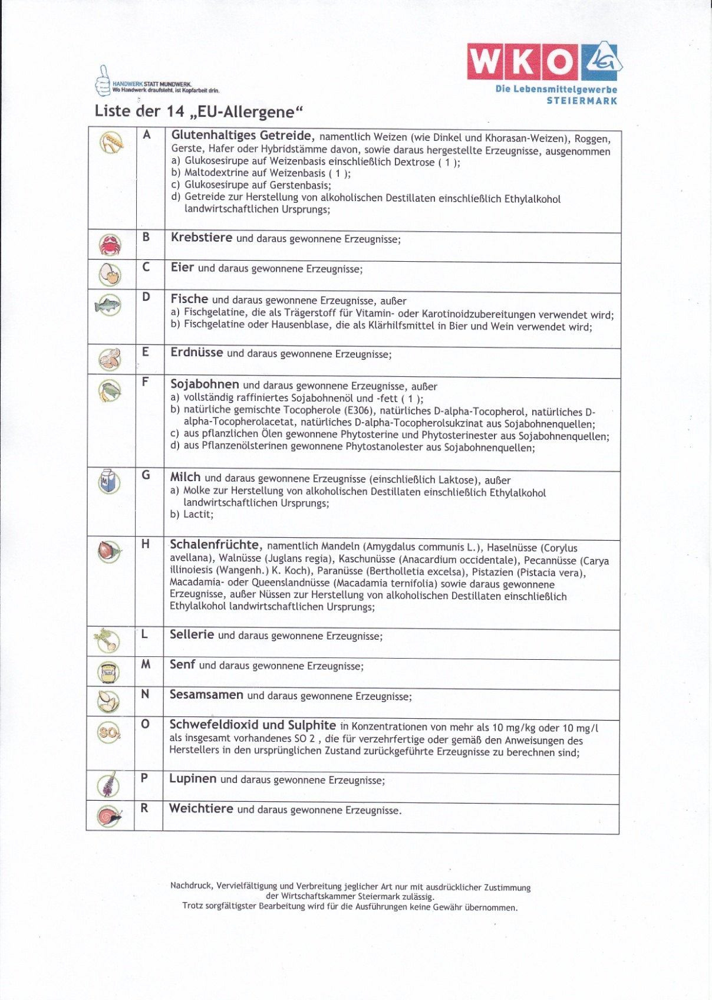 WKO
Die Lebensmittelgewerbe
STEIERMARK
HANDWERK STATT MUNDWERK.
Wo Handwerk draufsteht, ist Kopfarbeit drin.
Liste der 14 „EU-Allergene“
A Glutenhaltiges Getreide, namentlich Weizen (wie Dinkel und Khorasan-Weizen), Roggen,
Gerste, Hafer oder Hybridstämme davon, sowie daraus hergestellte Erzeugnisse, ausgenommen
a) Glukosesirupe auf Weizenbasis einschließlich Dextrose ( 1 );
b) Maltodextrine auf Weizenbasis ( 1 );
c) Glukosesirupe auf Gerstenbasis;
d) Getreide zur Herstellung von alkoholischen Destillaten einschließlich Ethylalkohol
landwirtschaftlichen Ursprungs;
B Krebstiere und daraus gewonnene Erzeugnisse;
C Eier und daraus gewonnene Erzeugnisse;
D Fische und daraus gewonnene Erzeugnisse, außer
a) Fischgelatine, die als Trägerstoff für Vitamin- oder Karotinoidzubereitungen verwendet wird;
b) Fischgelatine oder Hausenblase, die als Klärhilfsmittel in Bier und Wein verwendet wird;
E Erdnüsse und daraus gewonnene Erzeugnisse;
F Sojabohnen und daraus gewonnene Erzeugnisse, außer
a) vollständig raffiniertes Sojabohnenöl und -fett ( 1 );
b) natürliche gemischte Tocopherole (E306), natürliches D-alpha-Tocopherol, natürliches D-
alpha-Tocopherolacetat, natürliches D-alpha-Tocopherolsukzinat aus Sojabohnenquellen;
c) aus pflanzlichen Ölen gewonnene Phytosterine und Phytosterinester aus Sojabohnenquellen;
d) aus Pflanzenölsterinen gewonnene Phytostanolester aus Sojabohnenquellen;
M
G Milch und daraus gewonnene Erzeugnisse (einschließlich Laktose), außer
a) Molke zur Herstellung von alkoholischen Destillaten einschließlich Ethylalkohol
landwirtschaftlichen Ursprungs;
b) Lactit;
H Schalenfrüchte, namentlich Mandeln (Amygdalus communis L.), Haselnüsse (Corylus
avellana), Walnüsse (Juglans regia), Kaschunüsse (Anacardium occidentale), Pecannüsse (Carya
illinoiesis (Wangenh.) K. Koch), Paranüsse (Bertholletia excelsa), Pistazien (Pistacia vera),
Macadamia- oder Queenslandnüsse (Macadamia ternifolia) sowie daraus gewonnene
Erzeugnisse, außer Nüssen zur Herstellung von alkoholischen Destillaten einschließlich
Ethylalkohol landwirtschaftlichen Ursprungs;
L Sellerie und daraus gewonnene Erzeugnisse;
M Senf und daraus gewonnene Erzeugnisse;
N Sesamsamen und daraus gewonnene Erzeugnisse;
SO2
O Schwefeldioxid und Sulphite in Konzentrationen von mehr als 10 mg/kg oder 10 mg/l
als insgesamt vorhandenes SO 2 , die für verzehrfertige oder gemäß den Anweisungen des
Herstellers in den ursprünglichen Zustand zurückgeführte Erzeugnisse zu berechnen sind;
P Lupinen und daraus gewonnene Erzeugnisse;
R Weichtiere und daraus gewonnene Erzeugnisse.
Nachdruck, Vervielfältigung und Verbreitung jeglicher Art nur mit ausdrücklicher Zustimmung
der Wirtschaftskammer Steiermark zulässig.
Trotz sorgfältigster Bearbeitung wird für die Ausführungen keine Gewähr übernommen.